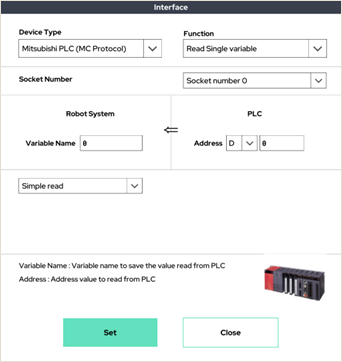 Interface
Device Type
Function
Mitsubishi PLC (MC Protocol)
Read Single variable
Socket Number
Socket number 0
Robot System
PLC
Variable Name
0
Address
D
0
Simple read
Variable Name : Variable name to save the value read from PLC
Address : Address value to read from PLC
Set
Close